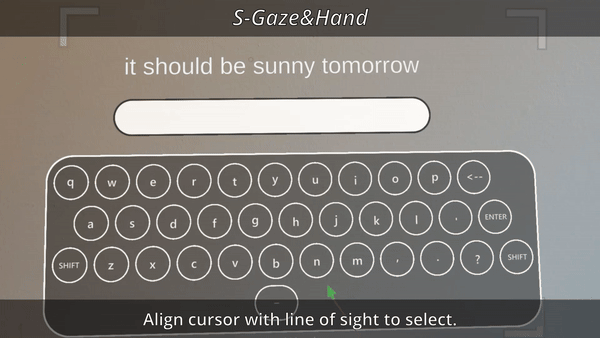 S-Gaze&Hand
it should be sunny tomorrow
q w e r t y u i o p <--
a s d f g h j k l ' ENTER
SHIFT z x c v b n m , . ? SHIFT
Align cursor with line of sight to select.